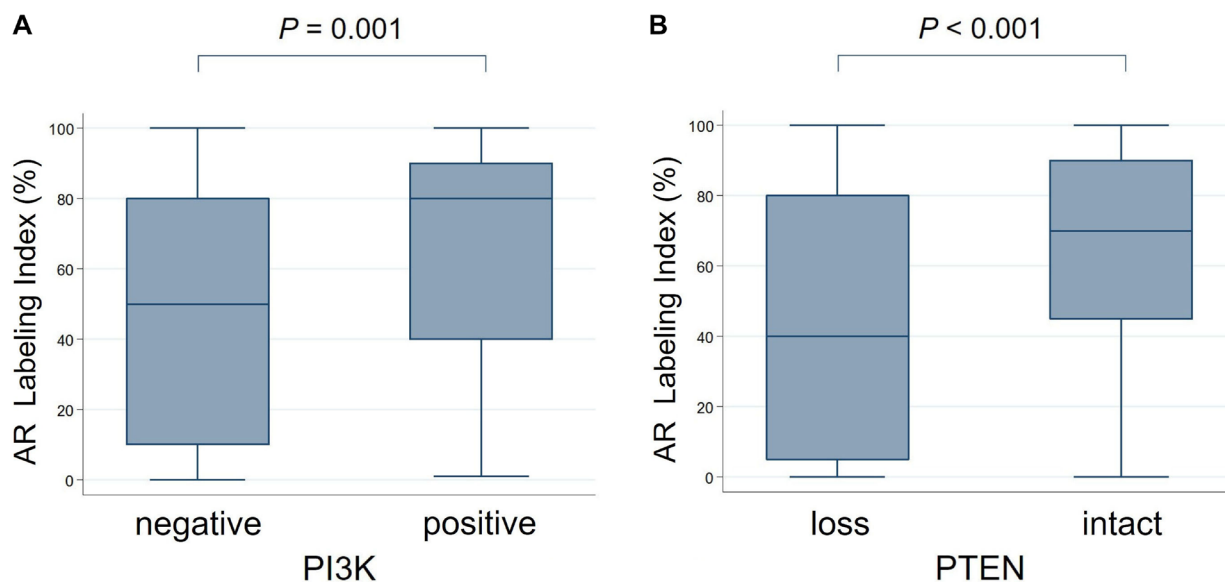 A
P = 0.001
AR Labeling Index (%)
100
80
60
40
20
0
negative
positive
PI3K
B
P < 0.001
AR Labeling Index (%)
100
80
60
40
20
0
loss
intact
PTEN